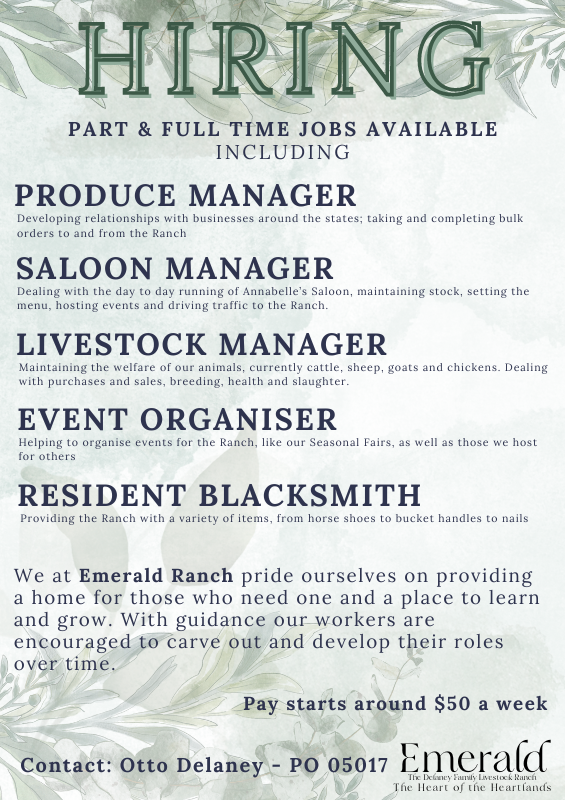 HIRING
PART & FULL TIME JOBS AVAILABLE
INCLUDING
PRODUCE MANAGER
Developing relationships with businesses around the states; taking and completing bulk
orders to and from the Ranch
SALOON MANAGER
Dealing with the day to day running of Annabelle's Saloon, maintaining stock, setting the
menu, hosting events and driving traffic to the Ranch.
LIVESTOCK MANAGER
Maintaining the welfare of our animals, currently cattle, sheep, goats and chickens. Dealing
with purchases and sales, breeding, health and slaughter.
EVENT ORGANISER
Helping to organise events for the Ranch, like our Seasonal Fairs, as well as those we host
for others
RESIDENT BLACKSMITH
Providing the Ranch with a variety of items, from horse shoes to bucket handles to nails
We at Emerald Ranch pride ourselves on providing
a home for those who need one and a place to learn
and grow. With guidance our workers are
encouraged to carve out and develop their roles
over time.
Pay starts around $50 a week
Contact: Otto Delaney - PO 05017
Emerald
The Delaney Family Livestock Ranch
The Heart of the Heartlands